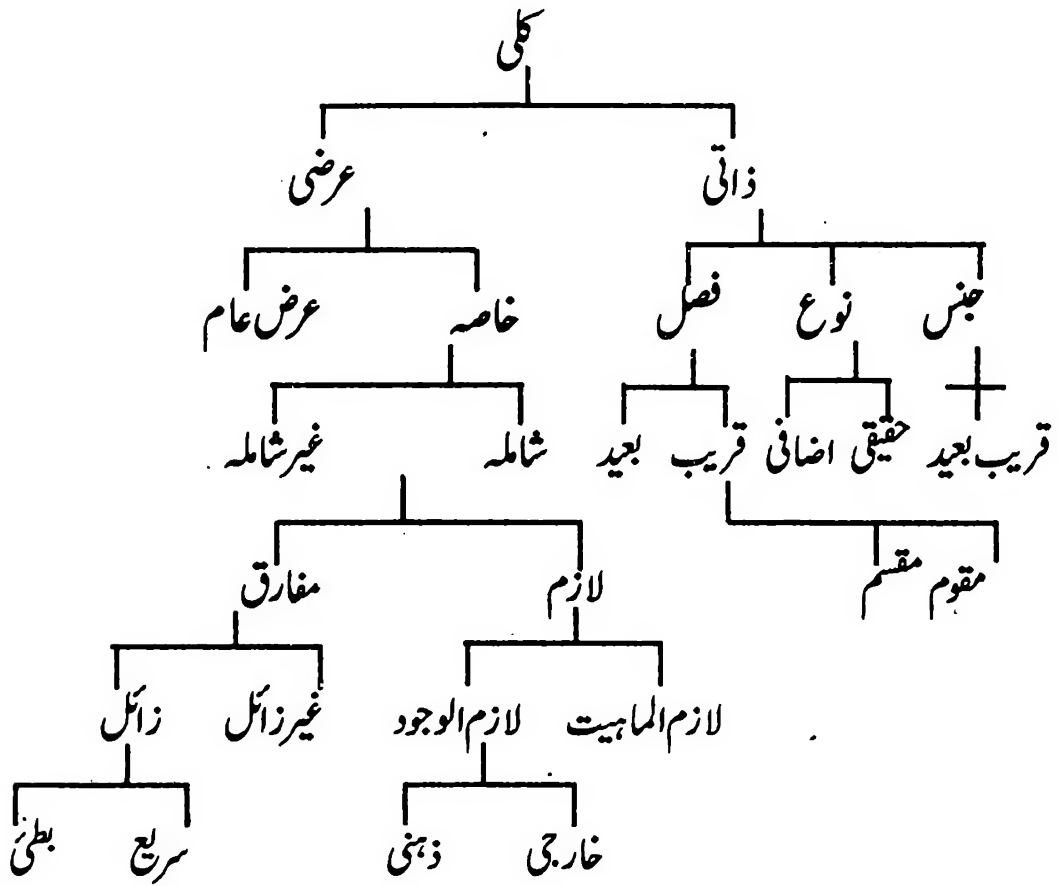 کلی
ذاتی عرضی
جنس نوع فصل خاصہ عرض عام
قریب بعید حقیقی اضافی قریب بعید شاملہ غیر شاملہ
مقوم مقسم لازم مفارق
لازم الماہیت لازم الوجود غیر زائل زائل
خارجی ذہنی سریع بطئ